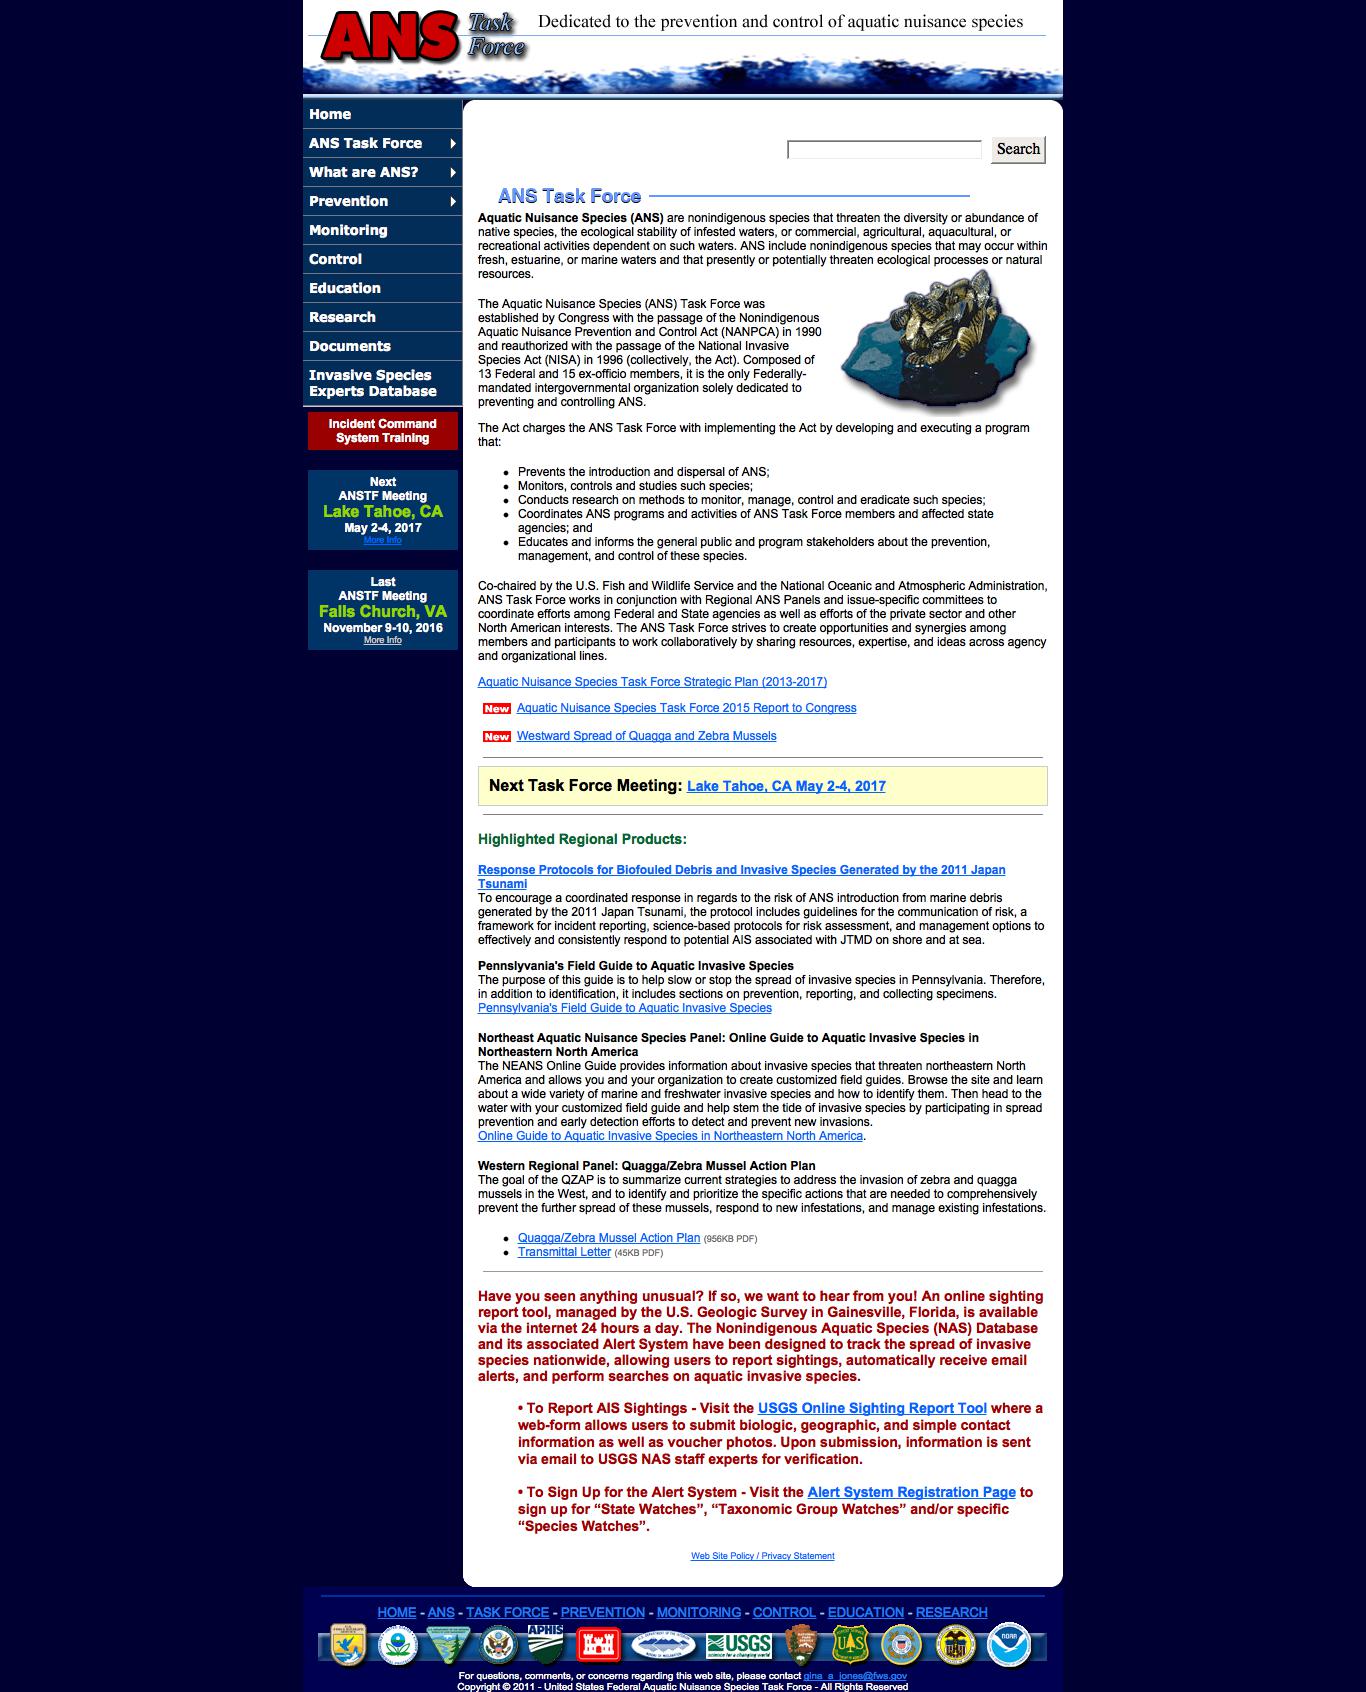 ANS Task Force
Dedicated to the prevention and control of aquatic nuisance species
Home
ANS Task Force
What are ANS?
Prevention
Monitoring
Control
Education
Research
Documents
Invasive Species
Experts Database
Incident Command
System Training
Next
ANSTF Meeting
Lake Tahoe, CA
May 2-4, 2017
More Info
Last
ANSTF Meeting
Falls Church, VA
November 9-10, 2016
More Info
Search
ANS Task Force
Aquatic Nuisance Species (ANS) are nonindigenous species that threaten the diversity or abundance of
native species, the ecological stability of infested waters, or commercial, agricultural, aquacultural, or
recreational activities dependent on such waters. ANS include nonindigenous species that may occur within
fresh, estuarine, or marine waters and that presently or potentially threaten ecological processes or natural
resources.
The Aquatic Nuisance Species (ANS) Task Force was
established by Congress with the passage of the Nonindigenous
Aquatic Nuisance Prevention and Control Act (NANPCA) in 1990
and reauthorized with the passage of the National Invasive
Species Act (NISA) in 1996 (collectively, the Act). Composed of
13 Federal and 15 ex-officio members, it is the only Federally-
mandated intergovernmental organization solely dedicated to
preventing and controlling ANS.
The Act charges the ANS Task Force with implementing the Act by developing and executing a program
that:
• Prevents the introduction and dispersal of ANS;
• Monitors, controls and studies such species;
• Conducts research on methods to monitor, manage, control and eradicate such species;
• Coordinates ANS programs and activities of ANS Task Force members and affected state
agencies; and
• Educates and informs the general public and program stakeholders about the prevention,
management, and control of these species.
Co-chaired by the U.S. Fish and Wildlife Service and the National Oceanic and Atmospheric Administration,
ANS Task Force works in conjunction with Regional ANS Panels and issue-specific committees to
coordinate efforts among Federal and State agencies as well as efforts of the private sector and other
North American interests. The ANS Task Force strives to create opportunities and synergies among
members and participants to work collaboratively by sharing resources, expertise, and ideas across agency
and organizational lines.
Aquatic Nuisance Species Task Force Strategic Plan (2013-2017)
New Aquatic Nuisance Species Task Force 2015 Report to Congress
New Westward Spread of Quagga and Zebra Mussels
Next Task Force Meeting: Lake Tahoe, CA May 2-4, 2017
Highlighted Regional Products:
Response Protocols for Biofouled Debris and Invasive Species Generated by the 2011 Japan
Tsunami
To encourage a coordinated response in regards to the risk of ANS introduction from marine debris
generated by the 2011 Japan Tsunami, the protocol includes guidelines for the communication of risk, a
framework for incident reporting, science-based protocols for risk assessment, and management options to
effectively and consistently respond to potential AIS associated with JTMD on shore and at sea.
Pennslyvania's Field Guide to Aquatic Invasive Species
The purpose of this guide is to help slow or stop the spread of invasive species in Pennsylvania. Therefore,
in addition to identification, it includes sections on prevention, reporting, and collecting specimens.
Pennsylvania's Field Guide to Aquatic Invasive Species
Northeast Aquatic Nuisance Species Panel: Online Guide to Aquatic Invasive Species in
Northeastern North America
The NEANS Online Guide provides information about invasive species that threaten northeastern North
America and allows you and your organization to create customized field guides. Browse the site and learn
about a wide variety of marine and freshwater invasive species and how to identify them. Then head to the
water with your customized field guide and help stem the tide of invasive species by participating in spread
prevention and early detection efforts to detect and prevent new invasions.
Online Guide to Aquatic Invasive Species in Northeastern North America.
Western Regional Panel: Quagga/Zebra Mussel Action Plan
The goal of the QZAP is to summarize current strategies to address the invasion of zebra and quagga
mussels in the West, and to identify and prioritize the specific actions that are needed to comprehensively
prevent the further spread of these mussels, respond to new infestations, and manage existing infestations.
• Quagga/Zebra Mussel Action Plan (956KB PDF)
• Transmittal Letter (45KB PDF)
Have you seen anything unusual? If so, we want to hear from you! An online sighting
report tool, managed by the U.S. Geologic Survey in Gainesville, Florida, is available
via the internet 24 hours a day. The Nonindigenous Aquatic Species (NAS) Database
and its associated Alert System have been designed to track the spread of invasive
species nationwide, allowing users to report sightings, automatically receive email
alerts, and perform searches on aquatic invasive species.
• To Report AIS Sightings - Visit the USGS Online Sighting Report Tool where a
web-form allows users to submit biologic, geographic, and simple contact
information as well as voucher photos. Upon submission, information is sent
via email to USGS NAS staff experts for verification.
• To Sign Up for the Alert System - Visit the Alert System Registration Page to
sign up for “State Watches”, “Taxonomic Group Watches” and/or specific
“Species Watches”.
Web Site Policy / Privacy Statement
HOME - ANS - TASK FORCE - PREVENTION - MONITORING - CONTROL - EDUCATION - RESEARCH
APHIS
USGS
science for a changing world
NOAA
For questions, comments, or concerns regarding this web site, please contact gina_a_jones@fws.gov
Copyright © 2011 - United States Federal Aquatic Nuisance Species Task Force - All Rights Reserved